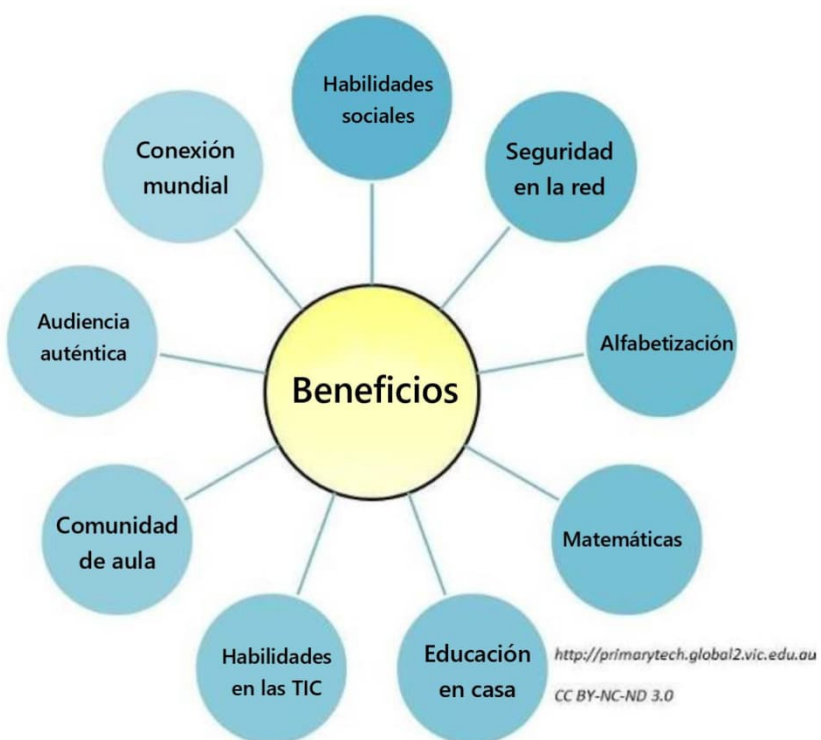 Habilidades
sociales
Seguridad
en la red
Alfabetización
Matemáticas
Educación
en casa
Habilidades
en las TIC
Comunidad
de aula
Audiencia
auténtica
Conexión
mundial
Beneficios
http://primarytech.global2.vic.edu.au
CC BY-NC-ND 3.0